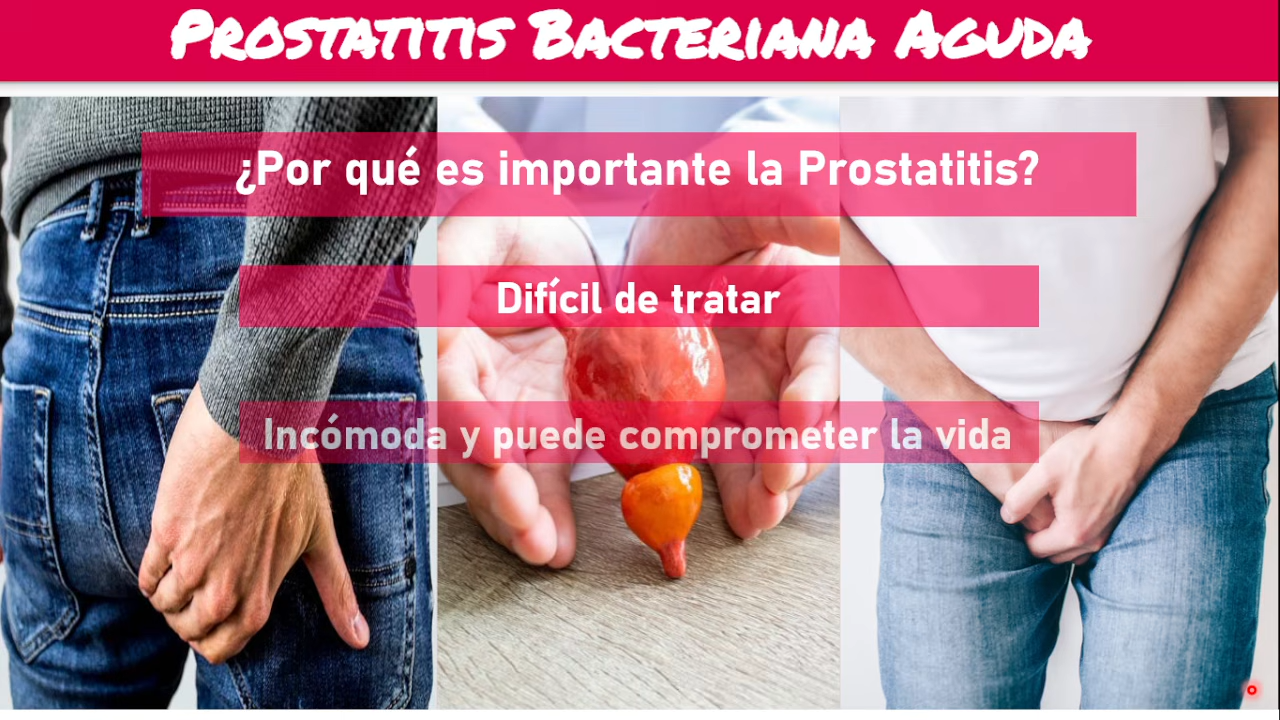 PROSTATITIS BACTERIANA AGUDA
¿Por qué es importante la Prostatitis?
Difícil de tratar
Incómoda y puede comprometer la vida